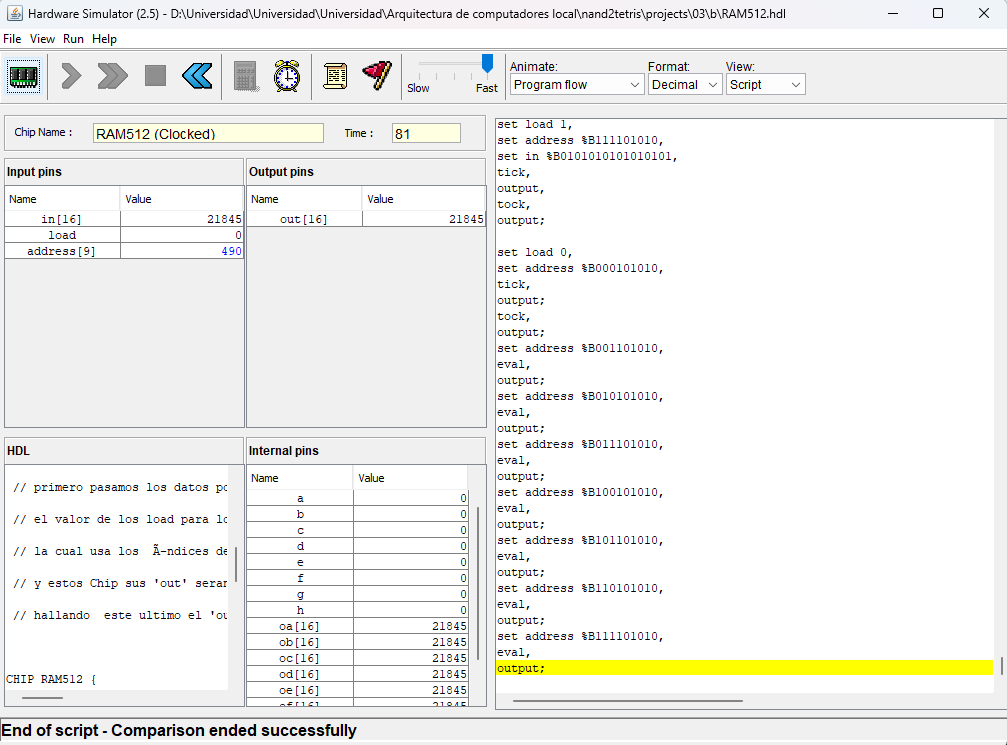 Hardware Simulator (2.5) - D:\Universidad\Universidad\Universidad\Arquitectura de computadores local\nand2tetris\projects\03\b\RAM512.hdl
File View Run Help
Slow Fast
Animate: Format: View:
Program flow Decimal Script
Chip Name : RAM512 (Clocked) Time : 81
Input pins
Name Value
in[16] 21845
load 0
address[9] 490
Output pins
Name Value
out[16] 21845
HDL
// primero pasamos los datos po
// el valor de los load para lo
// la cual usa los Ã-ndices de
// y estos Chip sus 'out' seran
// hallando este ultimo el 'ou
CHIP RAM512 {
Internal pins
Name Value
a 0
b 0
c 0
d 0
e 0
f 0
g 0
h 0
oa[16] 21845
ob[16] 21845
oc[16] 21845
od[16] 21845
oe[16] 21845
of[16] 21845
set load 1,
set address %B111101010,
set in %B0101010101010101,
tick,
output,
tock,
output;
set load 0,
set address %B000101010,
tick,
output;
tock,
output;
set address %B001101010,
eval,
output;
set address %B010101010,
eval,
output;
set address %B011101010,
eval,
output;
set address %B100101010,
eval,
output;
set address %B101101010,
eval,
output;
set address %B110101010,
eval,
output;
set address %B111101010,
eval,
output;
End of script - Comparison ended successfully